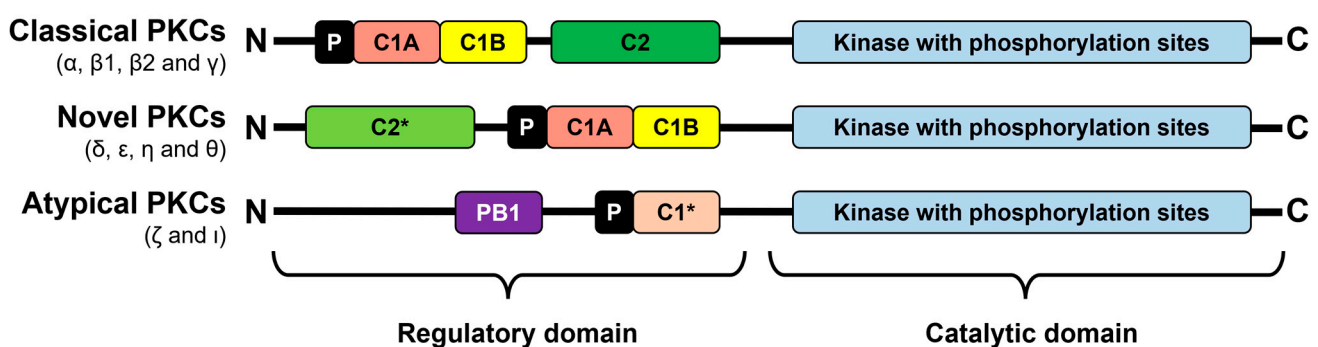 Classical PKCs
(α, β1, β2 and γ)
N P C1A C1B C2 Kinase with phosphorylation sites C
Novel PKCs
(δ, ε, η and θ)
N C2* P C1A C1B Kinase with phosphorylation sites C
Atypical PKCs
(ζ and ι)
N PB1 P C1* Kinase with phosphorylation sites C
Regulatory domain Catalytic domain